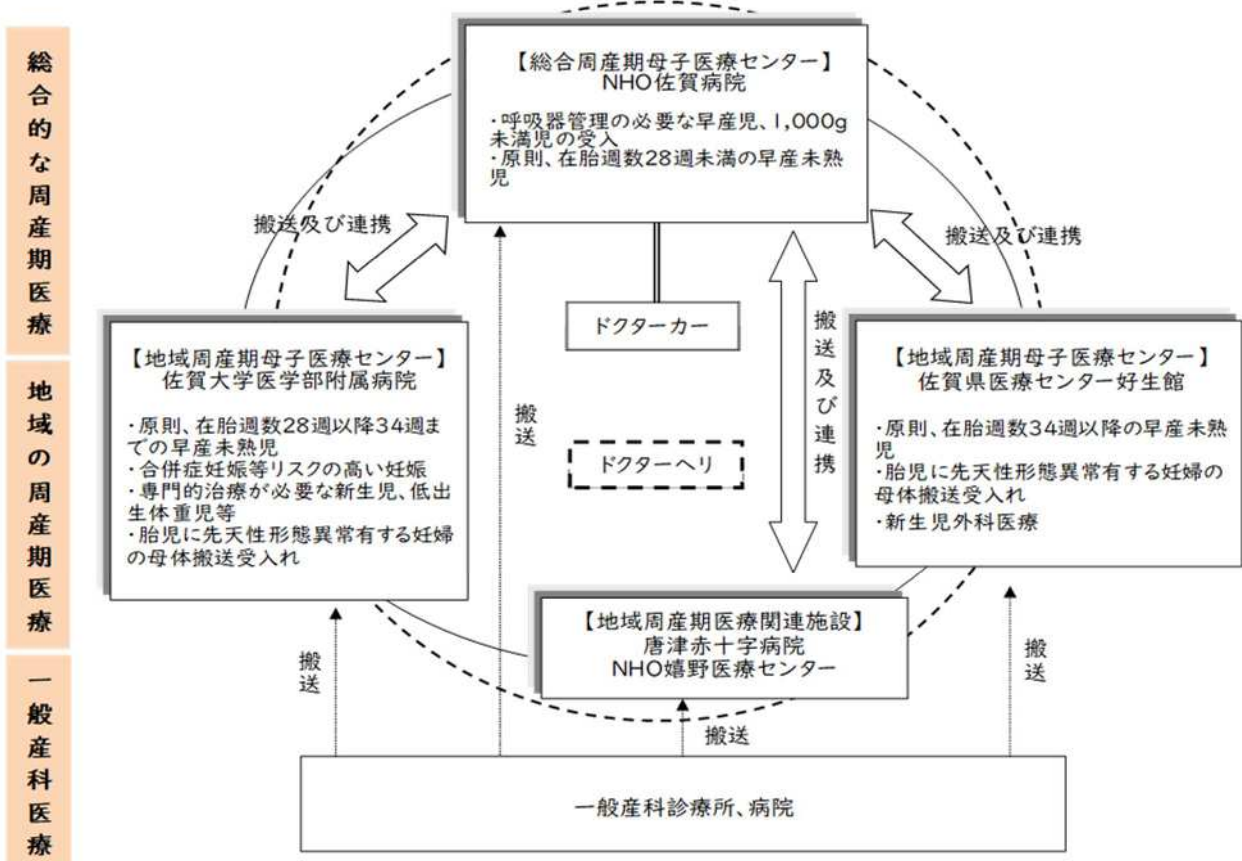 総合的な周産期医療
地域の周産期医療
一般産科医療
【総合周産期母子医療センター】
NHO佐賀病院
・呼吸器管理の必要な早産児、1,000g
未満児の受入
・原則、在胎週数28週未満の早産未熟
児
搬送及び連携
搬送及び連携
ドクターカー
搬送及び連携
搬送
ドクターヘリ
【地域周産期母子医療センター】
佐賀大学医学部附属病院
・原則、在胎週数28週以降34週ま
での早産未熟児
・合併症妊娠等リスクの高い妊娠
・専門的治療が必要な新生児、低出
生体重児等
・胎児に先天性形態異常有する妊婦
の母体搬送受入れ
【地域周産期母子医療センター】
佐賀県医療センター好生館
・原則、在胎週数34週以降の早産未熟
児
・胎児に先天性形態異常有する妊婦の
母体搬送受入れ
・新生児外科医療
【地域周産期医療関連施設】
唐津赤十字病院
NHO嬉野医療センター
搬送
搬送
搬送
一般産科診療所、病院